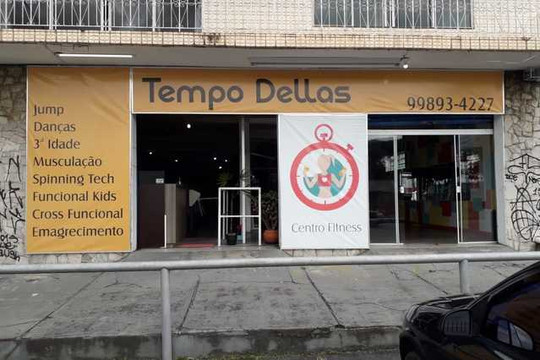 Jump
Danças
3ª Idade
Musculação
Spinning Tech
Funcional Kids
Cross Funcional
Emagrecimento
Tempo Dellas
99893-4227
Centro Fitness